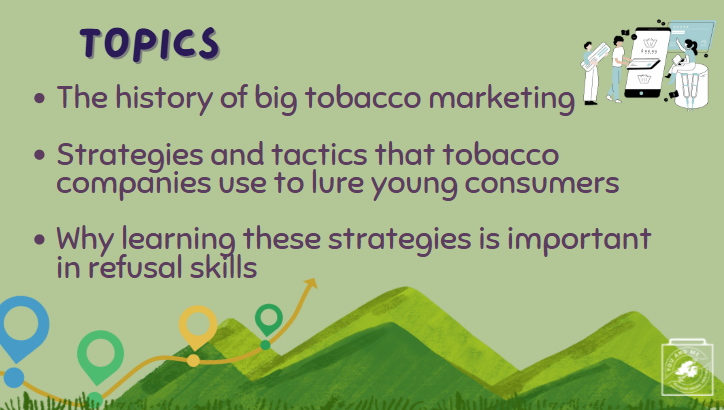 TOPICS
• The history of big tobacco marketing
• Strategies and tactics that tobacco
companies use to lure young consumers
• Why learning these strategies is important
in refusal skills